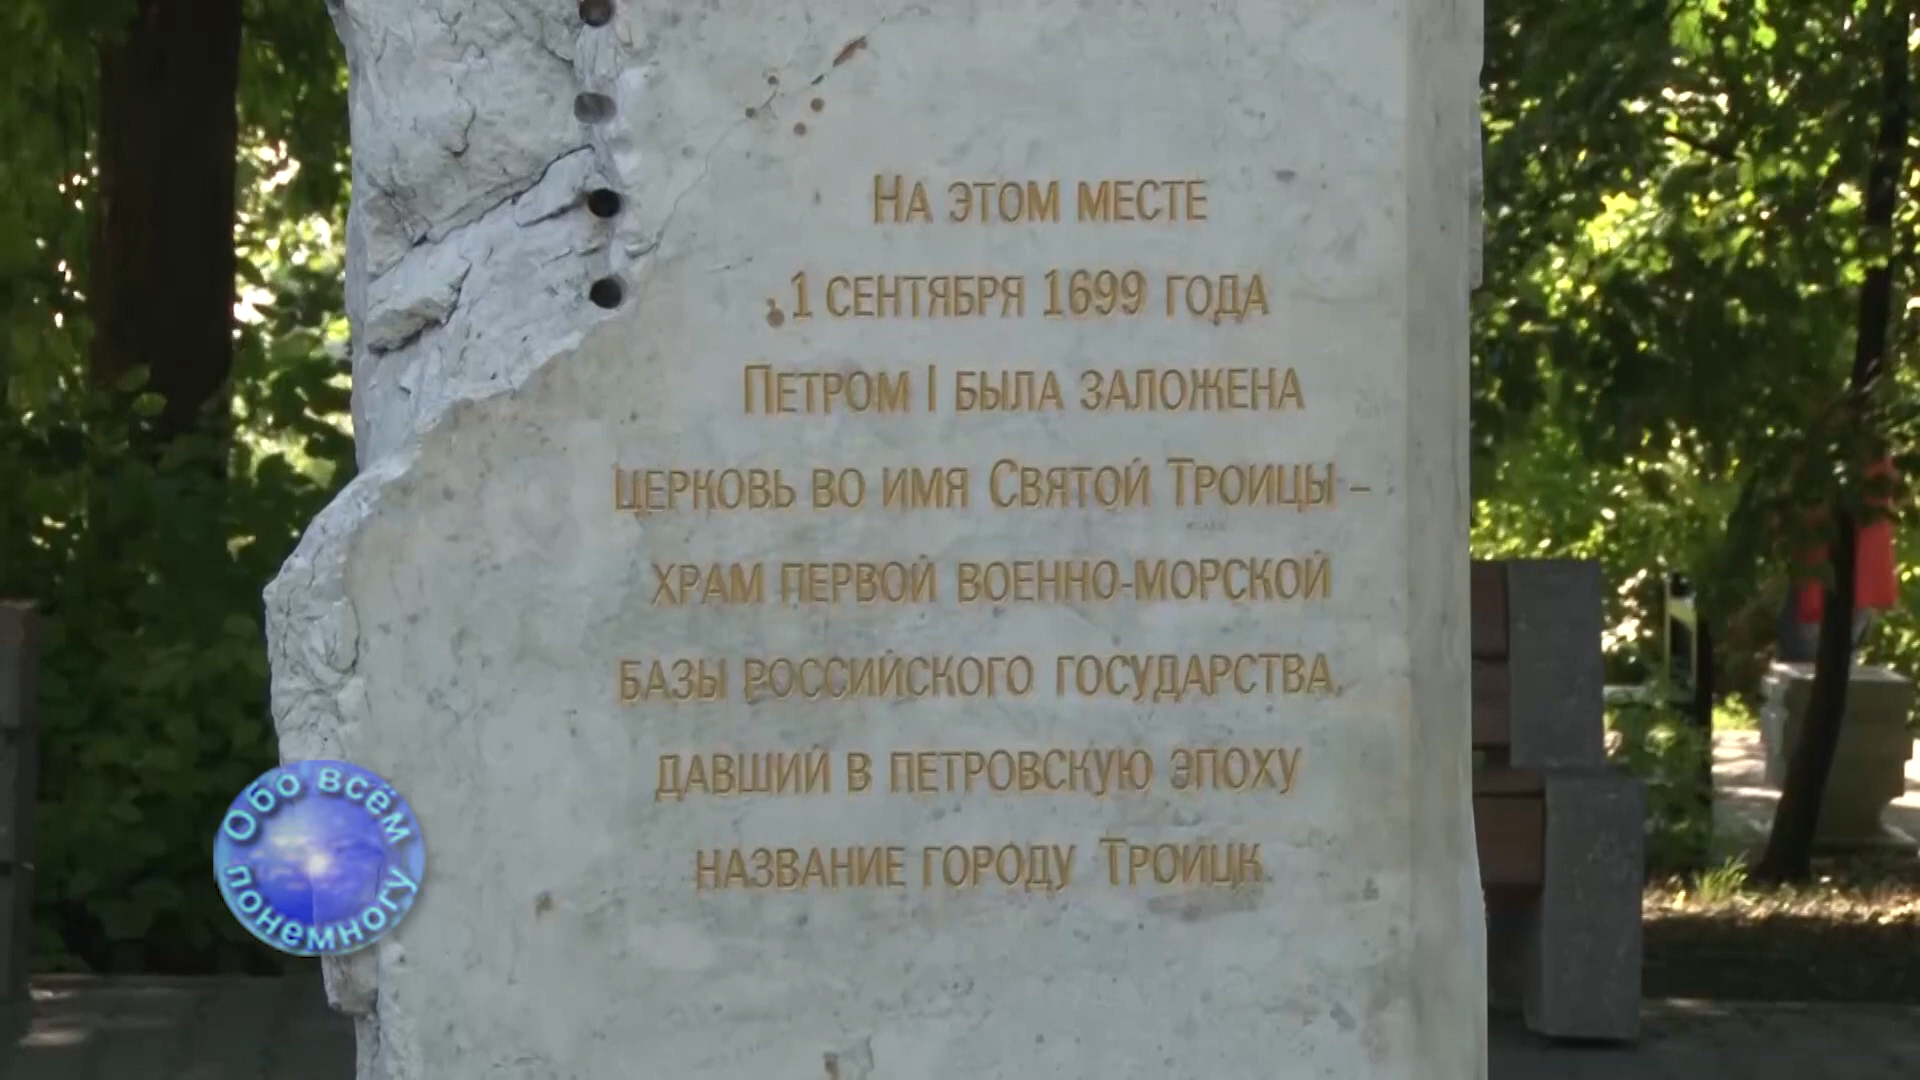 На этом месте
1 сентября 1699 года
Петром I была заложена
церковь во имя Святой Троицы –
храм первой военно-морской
базы российского государства,
давший в петровскую эпоху
название городу Троицк.
Обо всём
понемногу